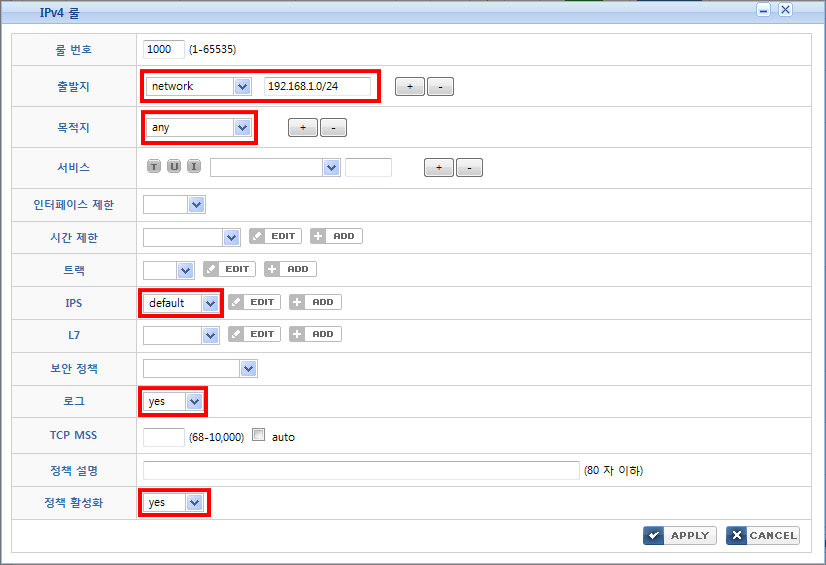 IPv4 룰
룰 번호 1000 (1-65535)
출발지 network 192.168.1.0/24 + -
목적지 any + -
서비스 T U I + -
인터페이스 제한
시간 제한 EDIT ADD
트랙 EDIT ADD
IPS default EDIT ADD
L7 EDIT ADD
보안 정책
로그 yes
TCP MSS (68-10,000) auto
정책 설명 (80 자 이하)
정책 활성화 yes
APPLY CANCEL